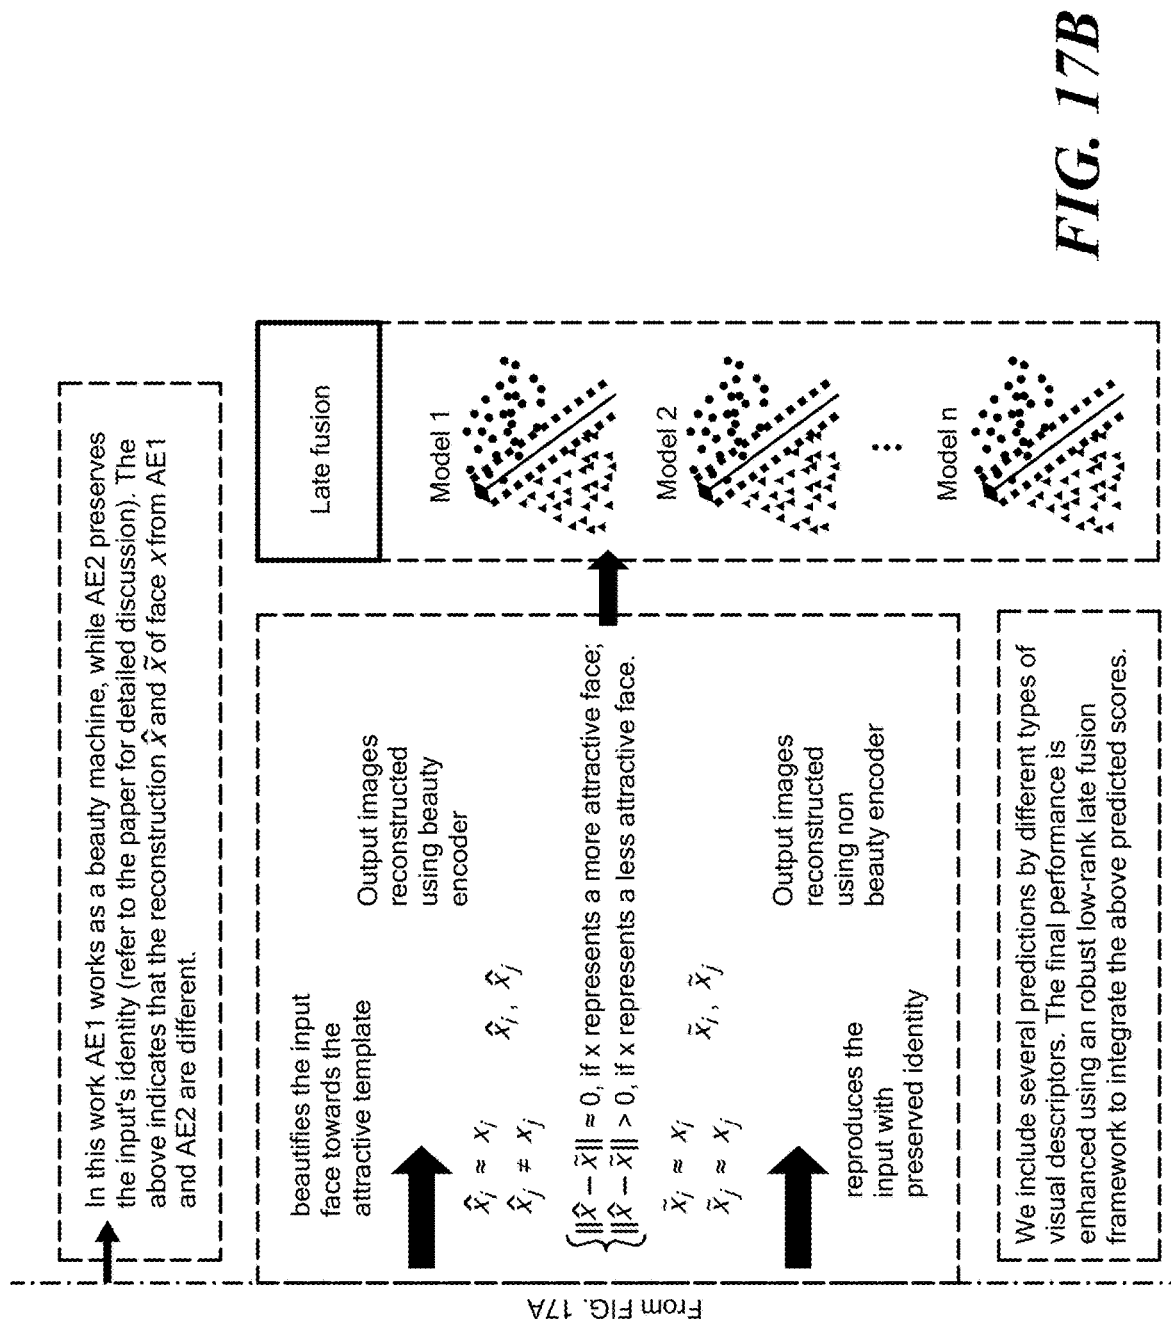 From FIG. 17A
In this work AE1 works as a beauty machine, while AE2 preserves
the input's identity (refer to the paper for detailed discussion). The
above indicates that the reconstruction x̂ and x̃ of face x from AE1
and AE2 are different.
beautifies the input
face towards the
attractive template
Output images
reconstructed
using beauty
encoder
x̂ᵢ ≈ xᵢ
x̂ⱼ ≠ xⱼ
x̂ᵢ , x̂ⱼ
||x̂ – x̃|| ≈ 0, if x represents a more attractive face;
||x̂ – x̃|| > 0, if x represents a less attractive face.
x̃ᵢ ≈ xᵢ
x̃ⱼ ≈ xⱼ
x̃ᵢ , x̃ⱼ
Output images
reconstructed
using non
beauty encoder
reproduces the
input with
preserved identity
We include several predictions by different types of
visual descriptors. The final performance is
enhanced using an robust low-rank late fusion
framework to integrate the above predicted scores.
Late fusion
Model 1
Model 2
...
Model n
FIG. 17B